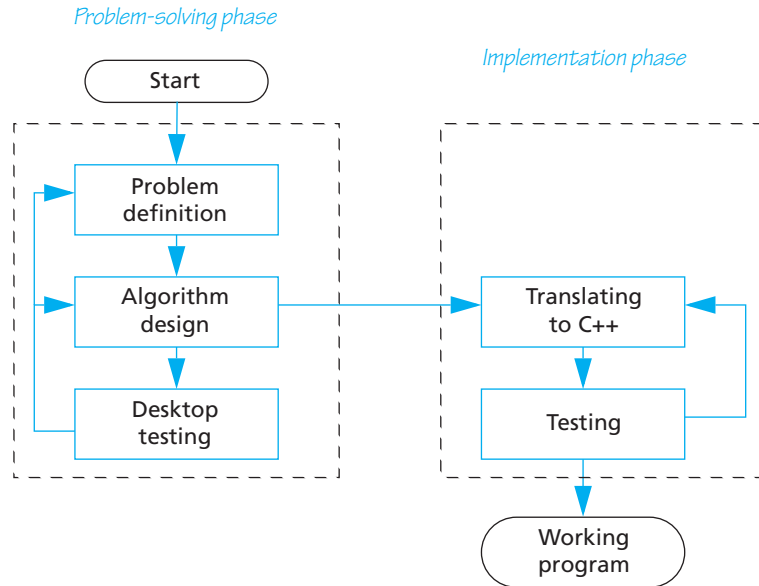 Problem-solving phase
Implementation phase
Start
Problem
definition
Algorithm
design
Translating
to C++
Desktop
testing
Testing
Working
program